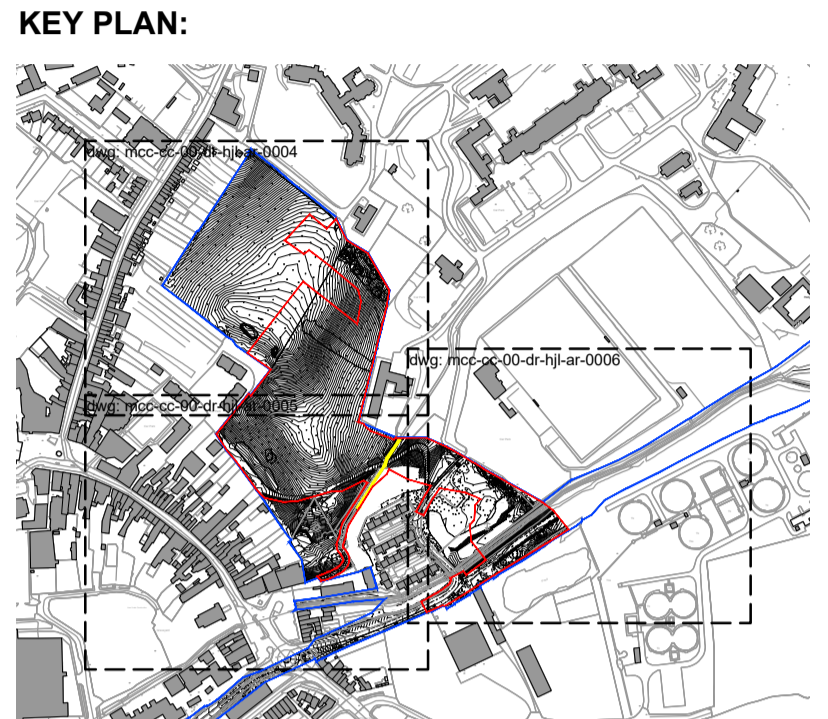 KEY PLAN:
dwg: mcc-cc-00-dr-hjl-ar-0004
dwg: mcc-cc-00-dr-hjl-ar-0006
dwg: mcc-cc-00-dr-hjl-ar-0005